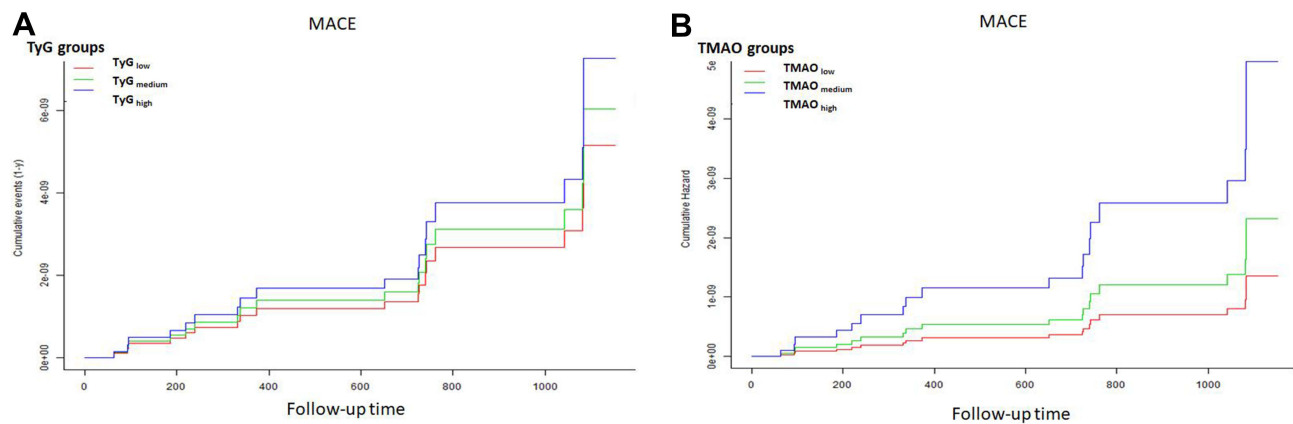 A
MACE
TyG groups
TyG low
TyG medium
TyG high
Cumulative events (1-y)
0e+00
2e-09
4e-09
6e-09
0
200
400
600
800
1000
Follow-up time
B
MACE
TMAO groups
TMAO low
TMAO medium
TMAO high
Cumulative Hazard
0e+00
1e-09
2e-09
3e-09
4e-09
5e
0
200
400
600
800
1000
Follow-up time